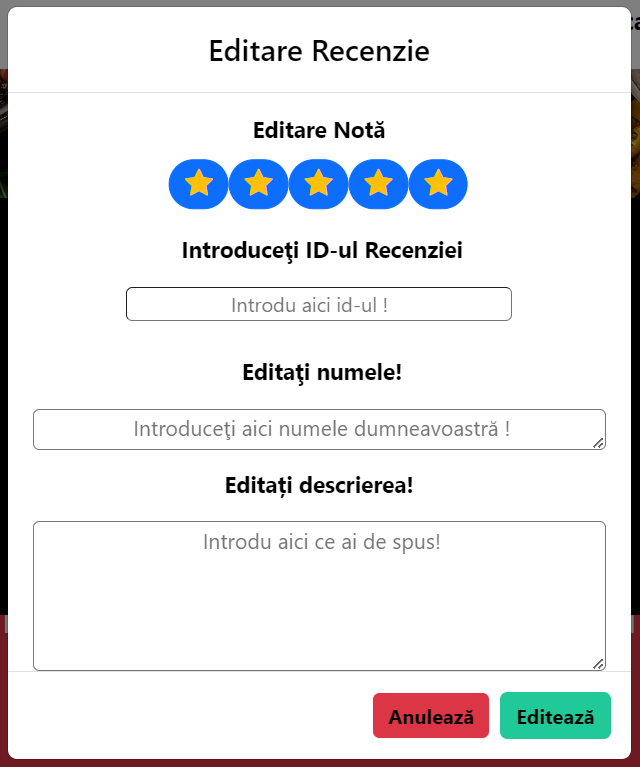 Editare Recenzie
Editare Notă
Introduceţi ID-ul Recenziei
Introdu aici id-ul !
Editaţi numele!
Introduceţi aici numele dumneavoastră !
Editați descrierea!
Introdu aici ce ai de spus!
Anulează
Editează